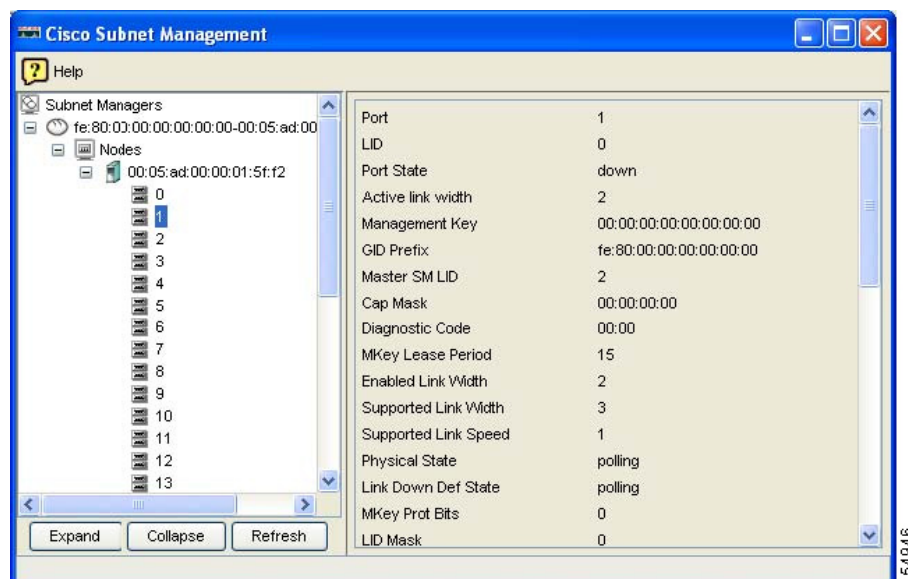 Cisco Subnet Management
Help
Subnet Managers
fe:80:00:00:00:00:00:00-00:05:ad:00
Nodes
00:05:ad:00:00:01:5f:f2
0
1
2
3
4
5
6
7
8
9
10
11
12
13
Expand Collapse Refresh
Port 1
LID 0
Port State down
Active link width 2
Management Key 00:00:00:00:00:00:00:00
GID Prefix fe:80:00:00:00:00:00:00
Master SM LID 2
Cap Mask 00:00:00:00
Diagnostic Code 00:00
MKey Lease Period 15
Enabled Link Width 2
Supported Link Width 3
Supported Link Speed 1
Physical State polling
Link Down Def State polling
MKey Prot Bits 0
LID Mask 0